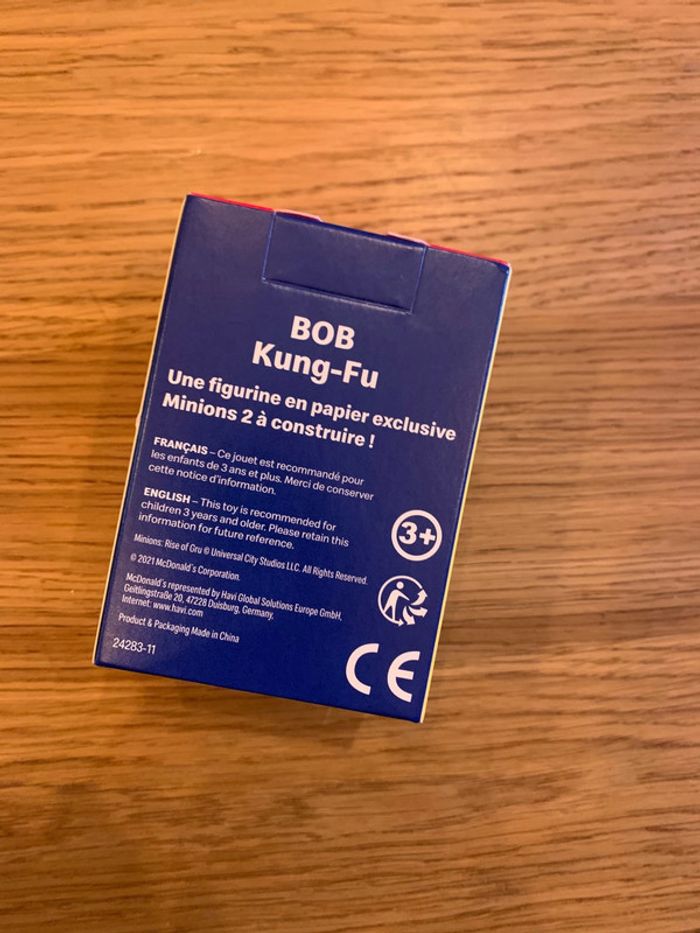 BOB
Kung-Fu
Une figurine en papier exclusive
Minions 2 à construire !
FRANÇAIS – Ce jouet est recommandé pour
les enfants de 3 ans et plus. Merci de conserver
cette notice d'information.
ENGLISH – This toy is recommended for
children 3 years and older. Please retain this
information for future reference.
3+
Minions: Rise of Gru © Universal City Studios LLC. All Rights Reserved.
© 2021 McDonald's Corporation.
McDonald's represented by Havi Global Solutions Europe GmbH,
Geitlingstraße 20, 47228 Duisburg, Germany,
Internet: www.havi.com
Product & Packaging Made in China
24283-11
CE